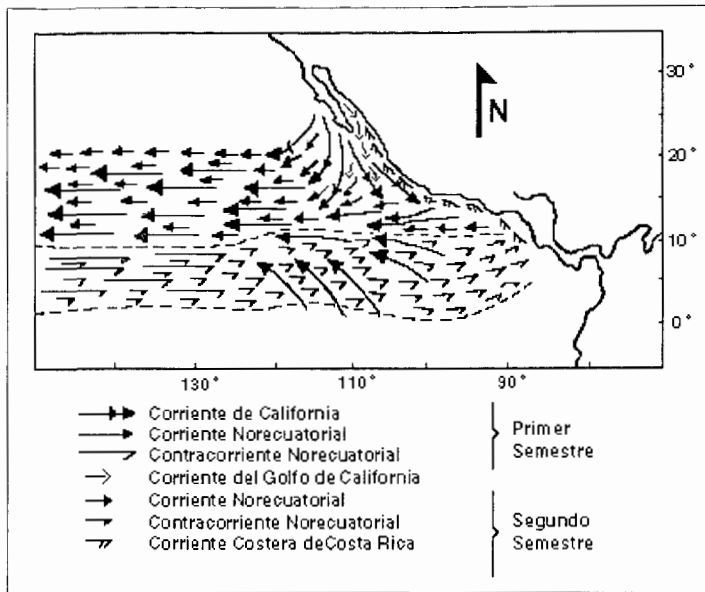 30°
N
20°
10°
0°
130°
110°
90°
Corriente de California
Corriente Norecuatorial
Contracorriente Norecuatorial
Primer
Semestre
Corriente del Golfo de California
Corriente Norecuatorial
Contracorriente Norecuatorial
Corriente Costera deCosta Rica
Segundo
Semestre